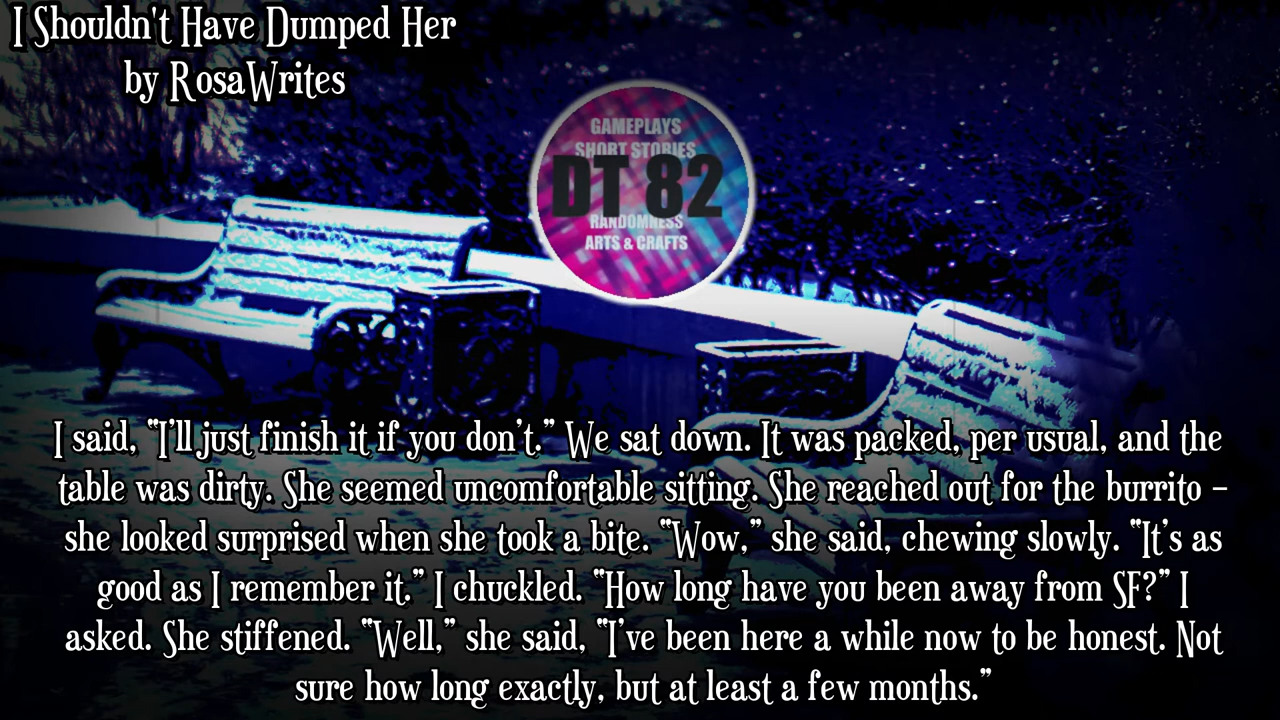 I Shouldn't Have Dumped Her
by RosaWrites
GAMEPLAYS
SHORT STORIES
DT 82
RANDOMNESS
ARTS & CRAFTS
I said, “I’ll just finish it if you don’t.” We sat down. It was packed, per usual, and the
table was dirty. She seemed uncomfortable sitting. She reached out for the burrito –
she looked surprised when she took a bite. “Wow,” she said, chewing slowly. “It’s as
good as I remember it.” I chuckled. “How long have you been away from SF?” I
asked. She stiffened. “Well,” she said, “I’ve been here a while now to be honest. Not
sure how long exactly, but at least a few months.”